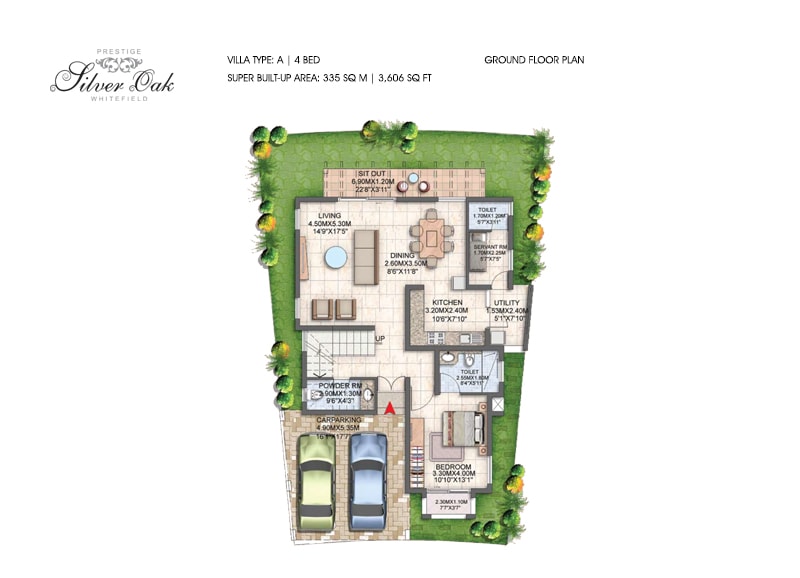 PRESTIGE
Silver Oak
WHITEFIELD
VILLA TYPE: A | 4 BED
SUPER BUILT-UP AREA: 335 SQ M | 3,606 SQ FT
GROUND FLOOR PLAN
SIT OUT
6.90MX1.20M
22'8"X3'11"
LIVING
4.50MX5.30M
14'9"X17'5"
TOILET
1.70MX1.20M
5'7"X3'11"
SERVANT RM
1.70MX2.25M
5'7"X7'5"
DINING
2.60MX3.50M
8'6"X11'8"
KITCHEN
3.20MX2.40M
10'6"X7'10"
UTILITY
1.53MX2.40M
5'1"X7'10"
UP
TOILET
2.55MX1.80M
8'4"X5'11"
POWDER RM
2.90MX1.30M
9'6"X4'3"
CARPARKING
4.90MX5.35M
16'1"X17'7"
BEDROOM
3.30MX4.00M
10'10"X13'1"
2.30MX1.10M
7'7"X3'7"